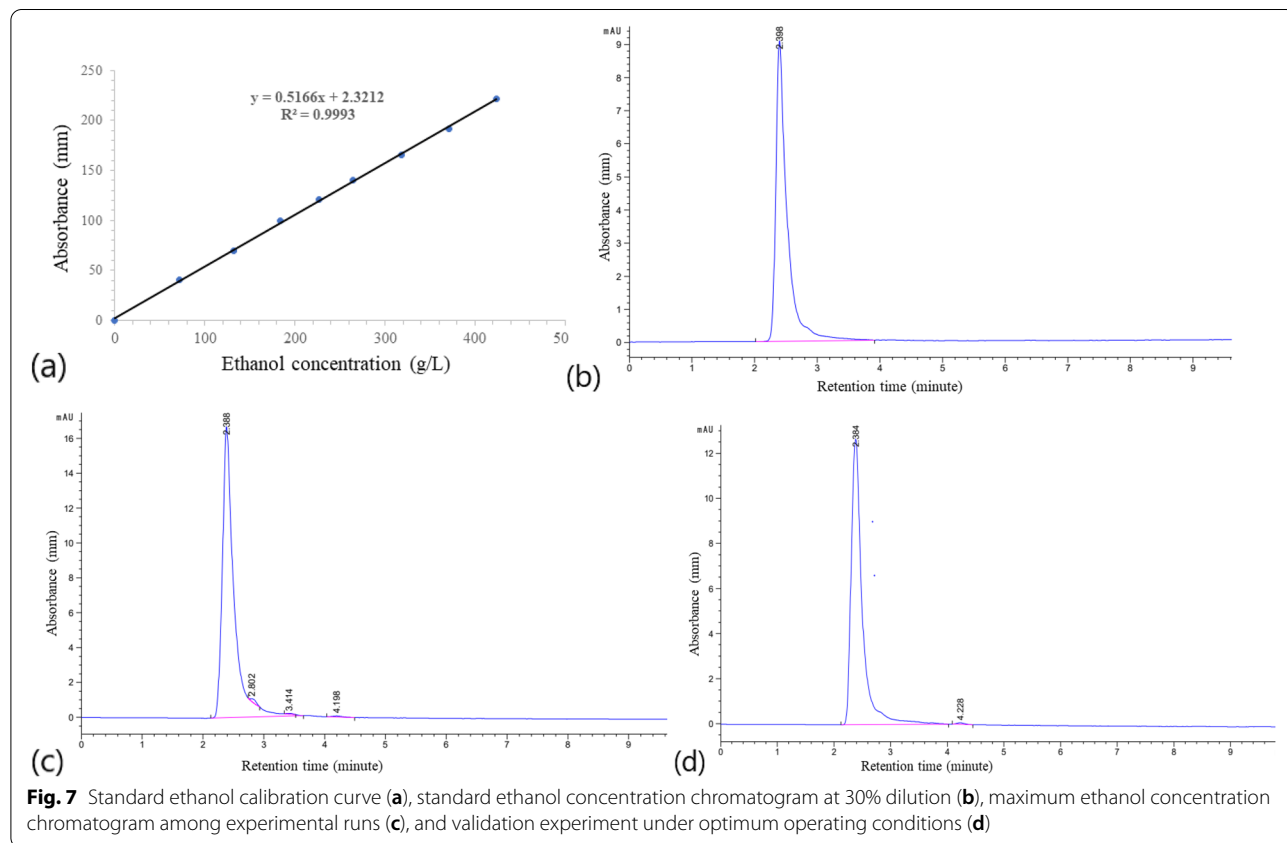 250
200
150
100
50
0
y = 0.5166x + 2.3212
R² = 0.9993
Absorbance (mm)
0 100 200 300 400 50
Ethanol concentration (g/L)
(a)
mAU
2.398
9
8
7
6
5
4
3
2
1
0
Absorbance (mm)
0 1 2 3 4 5 6 7 8 9
Retention time (minute)
(b)
mAU
2.388
16
14
12
10
8
6
4
2
0
Absorbance (mm)
2.802
3.414
4.198
0 1 2 3 4 5 6 7 8 9
Retention time (minute)
(c)
mAU
2.384
12
10
8
6
4
2
0
Absorbance (mm)
4.228
0 1 2 3 4 5 6 7 8 9
Retention time (minute)
(d)
Fig. 7 Standard ethanol calibration curve (a), standard ethanol concentration chromatogram at 30% dilution (b), maximum ethanol concentration
chromatogram among experimental runs (c), and validation experiment under optimum operating conditions (d)